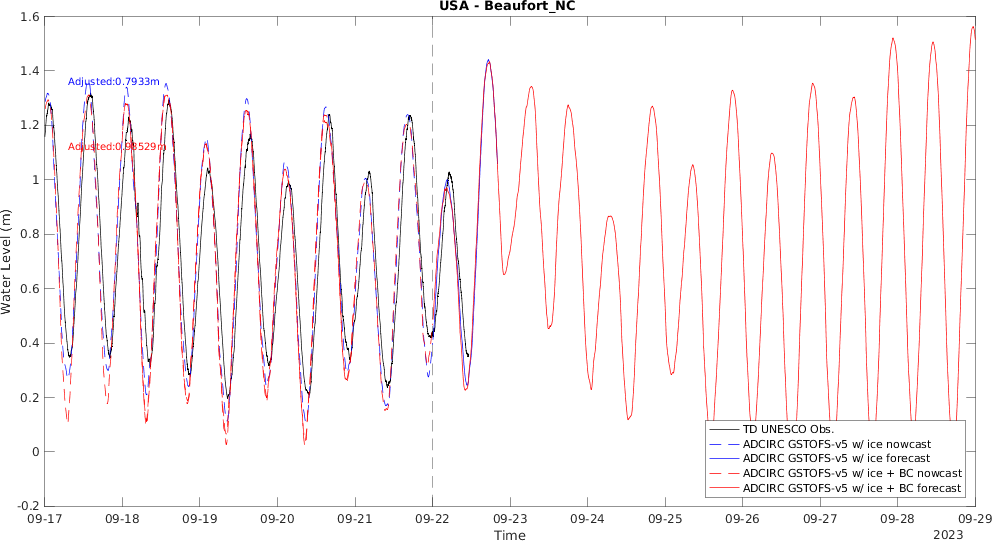 USA - Beaufort_NC
1.6
1.4
1.2
1
0.8
0.6
0.4
0.2
0
-0.2
Water Level (m)
Adjusted:0.7933m
Adjusted:0.98529m
TD UNESCO Obs.
ADCIRC GSTOFS-v5 w/ ice nowcast
ADCIRC GSTOFS-v5 w/ ice forecast
ADCIRC GSTOFS-v5 w/ ice + BC nowcast
ADCIRC GSTOFS-v5 w/ ice + BC forecast
09-17 09-18 09-19 09-20 09-21 09-22 09-23 09-24 09-25 09-26 09-27 09-28 09-29
Time
2023